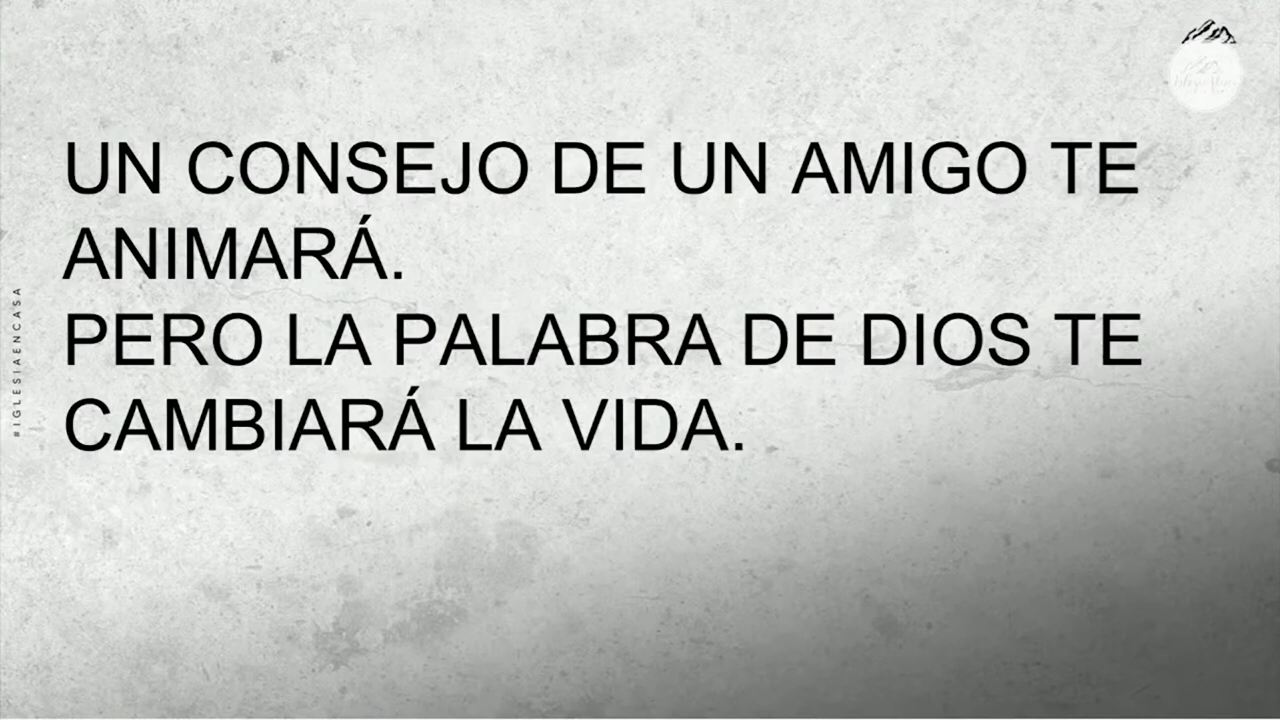 UN CONSEJO DE UN AMIGO TE
ANIMARÁ.
PERO LA PALABRA DE DIOS TE
CAMBIARÁ LA VIDA.
#IGLESIAENCASA